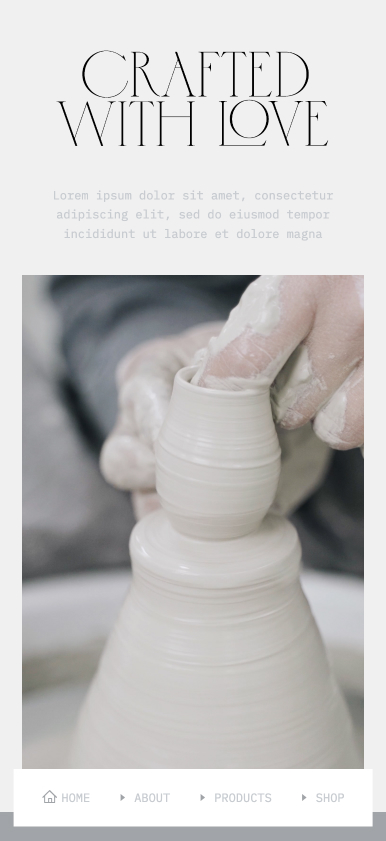 CRAFTED
WITH LOVE
Lorem ipsum dolor sit amet, consectetur
adipiscing elit, sed do eiusmod tempor
incididunt ut labore et dolore magna
HOME ABOUT PRODUCTS SHOP